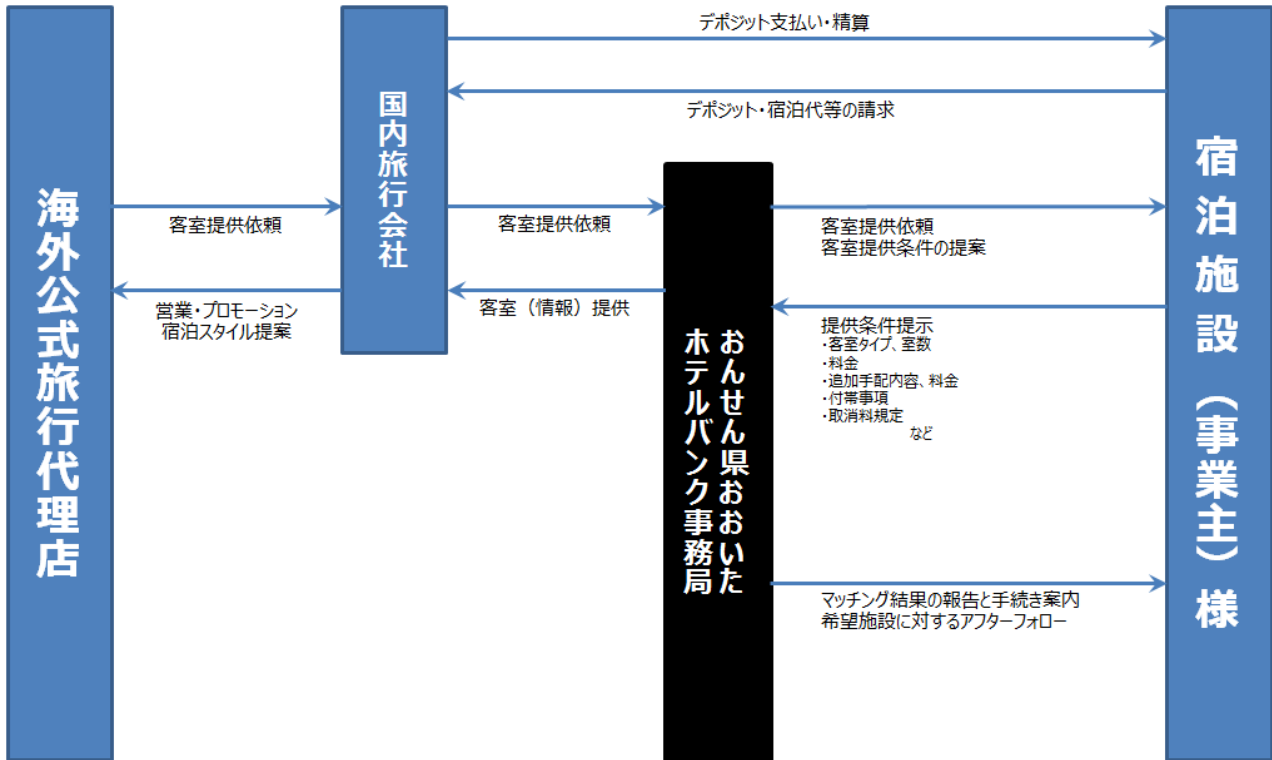 デポジット支払い・精算
デポジット・宿泊代等の請求
海外公式旅行代理店
国内旅行会社
客室提供依頼
営業・プロモーション
宿泊スタイル提案
客室提供依頼
客室（情報）提供
おんせん県おおいた
ホテルバンク事務局
客室提供依頼
客室提供条件の提案
提供条件提示
・客室タイプ、室数
・料金
・追加手配内容、料金
・付帯事項
・取消料規定
など
マッチング結果の報告と手続き案内
希望施設に対するアフターフォロー
宿泊施設（事業主）様